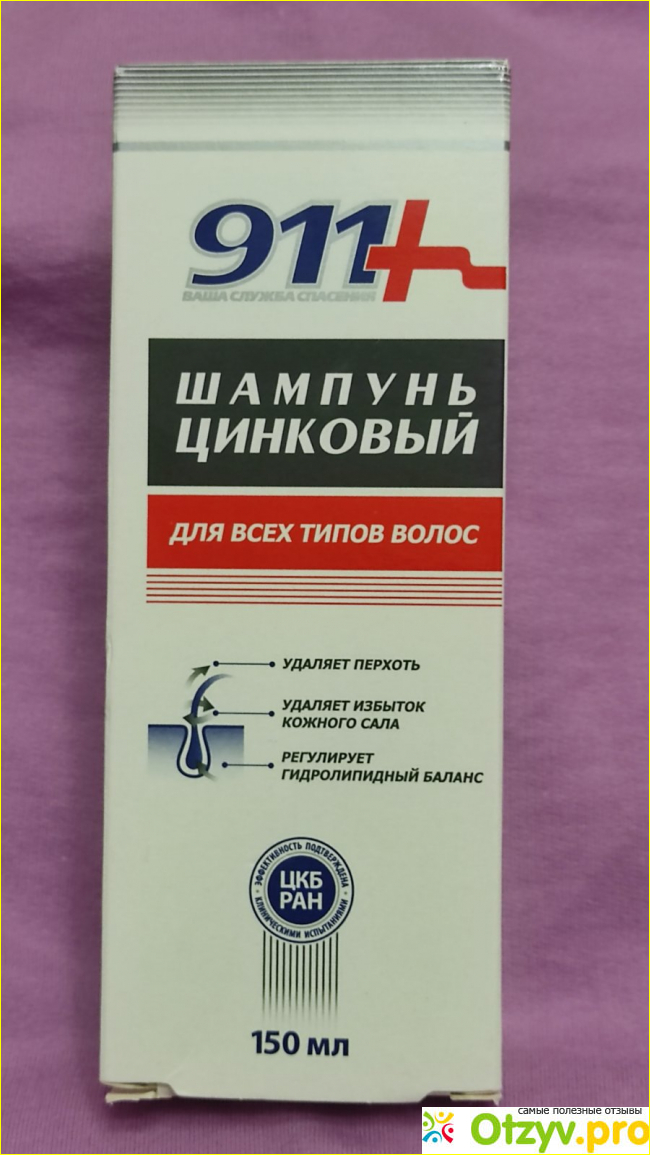 911+
ВАША СЛУЖБА СПАСЕНИЯ
ШАМПУНЬ
ЦИНКОВЫЙ
ДЛЯ ВСЕХ ТИПОВ ВОЛОС
УДАЛЯЕТ ПЕРХОТЬ
УДАЛЯЕТ ИЗБЫТОК
КОЖНОГО САЛА
РЕГУЛИРУЕТ
ГИДРОЛИПИДНЫЙ БАЛАНС
ЭФФЕКТИВНОСТЬ ПОДТВЕРЖДЕНА
КЛИНИЧЕСКИМИ ИСПЫТАНИЯМИ
ЦКБ
РАН
150 мл
самые полезные отзывы
Otzyv.pro